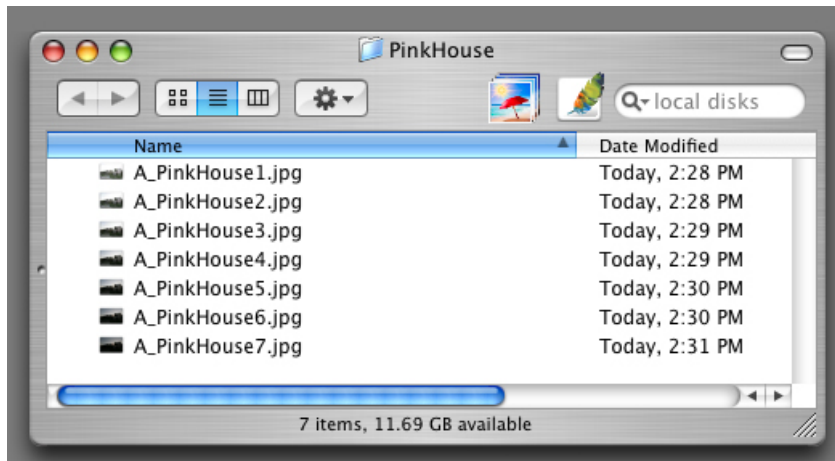 PinkHouse
local disks
Name Date Modified
A_PinkHouse1.jpg Today, 2:28 PM
A_PinkHouse2.jpg Today, 2:28 PM
A_PinkHouse3.jpg Today, 2:29 PM
A_PinkHouse4.jpg Today, 2:29 PM
A_PinkHouse5.jpg Today, 2:30 PM
A_PinkHouse6.jpg Today, 2:30 PM
A_PinkHouse7.jpg Today, 2:31 PM
7 items, 11.69 GB available